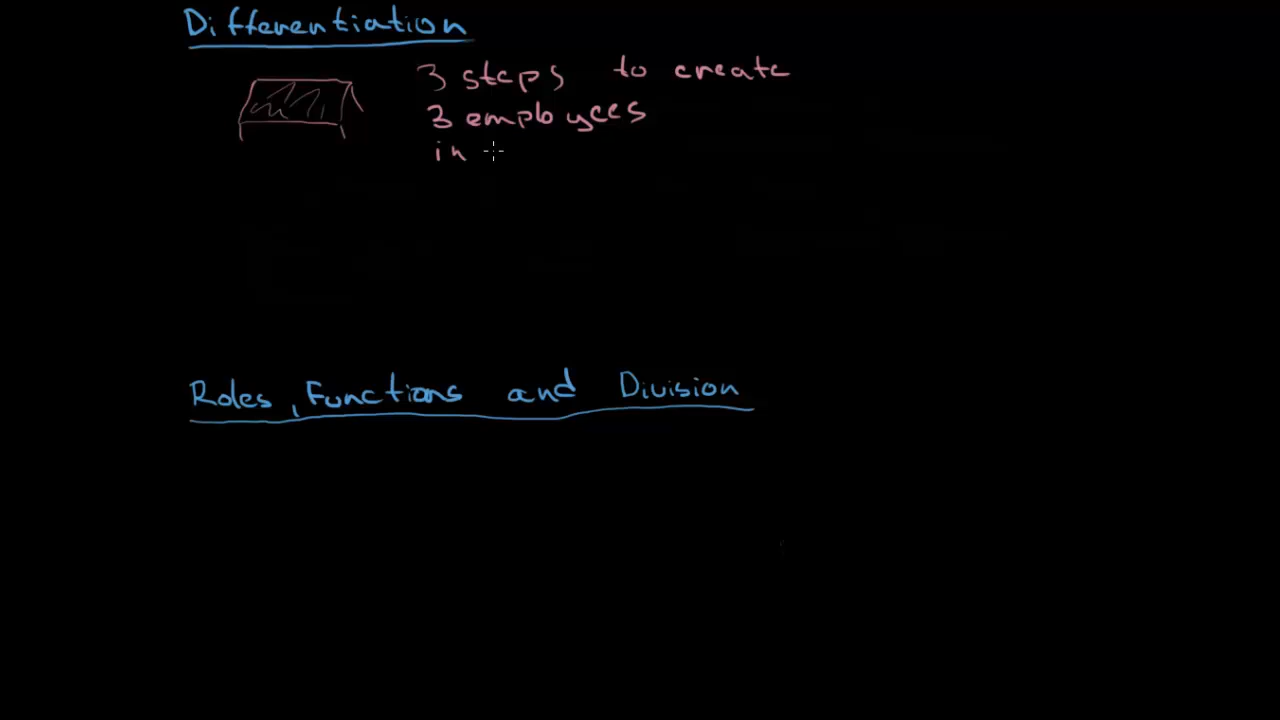 Differentiation
3 steps to create
3 employees
in
Roles, Functions and Division